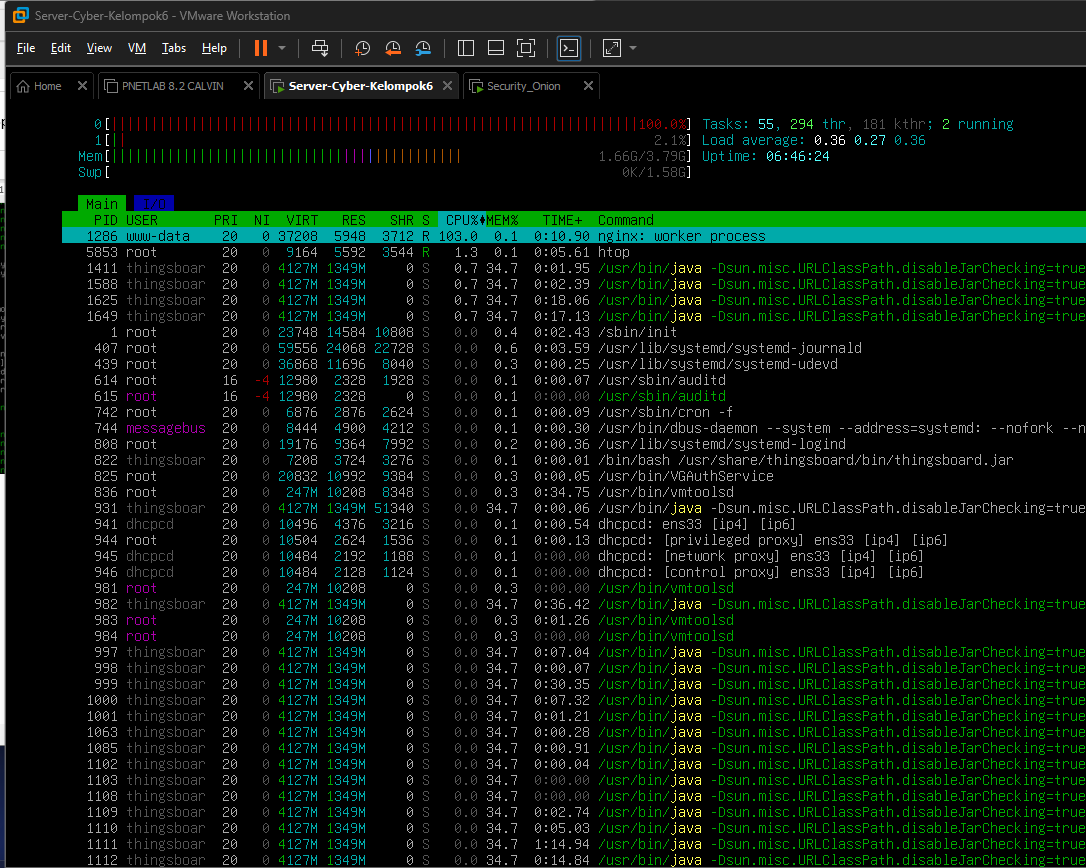 Server-Cyber-Kelompok6 - VMware Workstation
File Edit View VM Tabs Help
Home PNETLAB 8.2 CALVIN Server-Cyber-Kelompok6 Security_Onion
0[ 100.0%] Tasks: 55, 294 thr, 181 kthr; 2 running
1[ 2.1%] Load average: 0.36 0.27 0.36
Mem[ 1.66G/3.79G] Uptime: 06:46:24
Swp[ 0K/1.58G]
Main I/O
PID USER PRI NI VIRT RES SHR S CPU% MEM% TIME+ Command
1286 www-data 20 0 37208 5948 3712 R 103.0 0.1 0:10.90 nginx: worker process
5853 root 20 0 9164 5592 3544 R 1.3 0.1 0:05.61 htop
1411 thingsboar 20 0 4127M 1349M 0 S 0.7 34.7 0:01.95 /usr/bin/java -Dsun.misc.URLClassPath.disableJarChecking=true
1588 thingsboar 20 0 4127M 1349M 0 S 0.7 34.7 0:02.39 /usr/bin/java -Dsun.misc.URLClassPath.disableJarChecking=true
1625 thingsboar 20 0 4127M 1349M 0 S 0.7 34.7 0:18.06 /usr/bin/java -Dsun.misc.URLClassPath.disableJarChecking=true
1649 thingsboar 20 0 4127M 1349M 0 S 0.7 34.7 0:17.13 /usr/bin/java -Dsun.misc.URLClassPath.disableJarChecking=true
1 root 20 0 23748 14584 10808 S 0.0 0.4 0:02.43 /sbin/init
407 root 20 0 59556 24068 22728 S 0.0 0.6 0:03.59 /usr/lib/systemd/systemd-journald
439 root 20 0 36868 11696 8040 S 0.0 0.3 0:00.25 /usr/lib/systemd/systemd-udevd
614 root 16 -4 12980 2328 1928 S 0.0 0.1 0:00.07 /usr/sbin/auditd
615 root 16 -4 12980 2328 0 S 0.0 0.1 0:00.00 /usr/sbin/auditd
742 root 20 0 6876 2876 2624 S 0.0 0.1 0:00.09 /usr/sbin/cron -f
744 messagebus 20 0 8444 4900 4212 S 0.0 0.1 0:00.30 /usr/bin/dbus-daemon --system --address=systemd: --nofork --n
808 root 20 0 19176 9364 7992 S 0.0 0.2 0:00.36 /usr/lib/systemd/systemd-logind
822 thingsboar 20 0 7208 3724 3276 S 0.0 0.1 0:00.01 /bin/bash /usr/share/thingsboard/bin/thingsboard.jar
825 root 20 0 20832 10992 9384 S 0.0 0.3 0:00.05 /usr/bin/VGAuthService
836 root 20 0 247M 10208 8348 S 0.0 0.3 0:34.75 /usr/bin/vmtoolsd
931 thingsboar 20 0 4127M 1349M 51340 S 0.0 34.7 0:00.06 /usr/bin/java -Dsun.misc.URLClassPath.disableJarChecking=true
941 dhcpcd 20 0 10496 4376 3216 S 0.0 0.1 0:00.54 dhcpcd: ens33 [ip4] [ip6]
944 root 20 0 10504 2624 1536 S 0.0 0.1 0:00.13 dhcpcd: [privileged proxy] ens33 [ip4] [ip6]
945 dhcpcd 20 0 10484 2192 1188 S 0.0 0.1 0:00.00 dhcpcd: [network proxy] ens33 [ip4] [ip6]
946 dhcpcd 20 0 10484 2128 1124 S 0.0 0.1 0:00.00 dhcpcd: [control proxy] ens33 [ip4] [ip6]
981 root 20 0 247M 10208 0 S 0.0 0.3 0:00.00 /usr/bin/vmtoolsd
982 thingsboar 20 0 4127M 1349M 0 S 0.0 34.7 0:36.42 /usr/bin/java -Dsun.misc.URLClassPath.disableJarChecking=true
983 root 20 0 247M 10208 0 S 0.0 0.3 0:01.26 /usr/bin/vmtoolsd
984 root 20 0 247M 10208 0 S 0.0 0.3 0:00.00 /usr/bin/vmtoolsd
997 thingsboar 20 0 4127M 1349M 0 S 0.0 34.7 0:07.04 /usr/bin/java -Dsun.misc.URLClassPath.disableJarChecking=true
998 thingsboar 20 0 4127M 1349M 0 S 0.0 34.7 0:00.07 /usr/bin/java -Dsun.misc.URLClassPath.disableJarChecking=true
999 thingsboar 20 0 4127M 1349M 0 S 0.0 34.7 0:30.35 /usr/bin/java -Dsun.misc.URLClassPath.disableJarChecking=true
1000 thingsboar 20 0 4127M 1349M 0 S 0.0 34.7 0:07.32 /usr/bin/java -Dsun.misc.URLClassPath.disableJarChecking=true
1001 thingsboar 20 0 4127M 1349M 0 S 0.0 34.7 0:01.21 /usr/bin/java -Dsun.misc.URLClassPath.disableJarChecking=true
1063 thingsboar 20 0 4127M 1349M 0 S 0.0 34.7 0:00.28 /usr/bin/java -Dsun.misc.URLClassPath.disableJarChecking=true
1085 thingsboar 20 0 4127M 1349M 0 S 0.0 34.7 0:00.91 /usr/bin/java -Dsun.misc.URLClassPath.disableJarChecking=true
1102 thingsboar 20 0 4127M 1349M 0 S 0.0 34.7 0:00.04 /usr/bin/java -Dsun.misc.URLClassPath.disableJarChecking=true
1103 thingsboar 20 0 4127M 1349M 0 S 0.0 34.7 0:00.00 /usr/bin/java -Dsun.misc.URLClassPath.disableJarChecking=true
1108 thingsboar 20 0 4127M 1349M 0 S 0.0 34.7 0:00.00 /usr/bin/java -Dsun.misc.URLClassPath.disableJarChecking=true
1109 thingsboar 20 0 4127M 1349M 0 S 0.0 34.7 0:02.74 /usr/bin/java -Dsun.misc.URLClassPath.disableJarChecking=true
1110 thingsboar 20 0 4127M 1349M 0 S 0.0 34.7 0:05.03 /usr/bin/java -Dsun.misc.URLClassPath.disableJarChecking=true
1111 thingsboar 20 0 4127M 1349M 0 S 0.0 34.7 1:14.94 /usr/bin/java -Dsun.misc.URLClassPath.disableJarChecking=true
1112 thingsboar 20 0 4127M 1349M 0 S 0.0 34.7 0:14.84 /usr/bin/java -Dsun.misc.URLClassPath.disableJarChecking=true